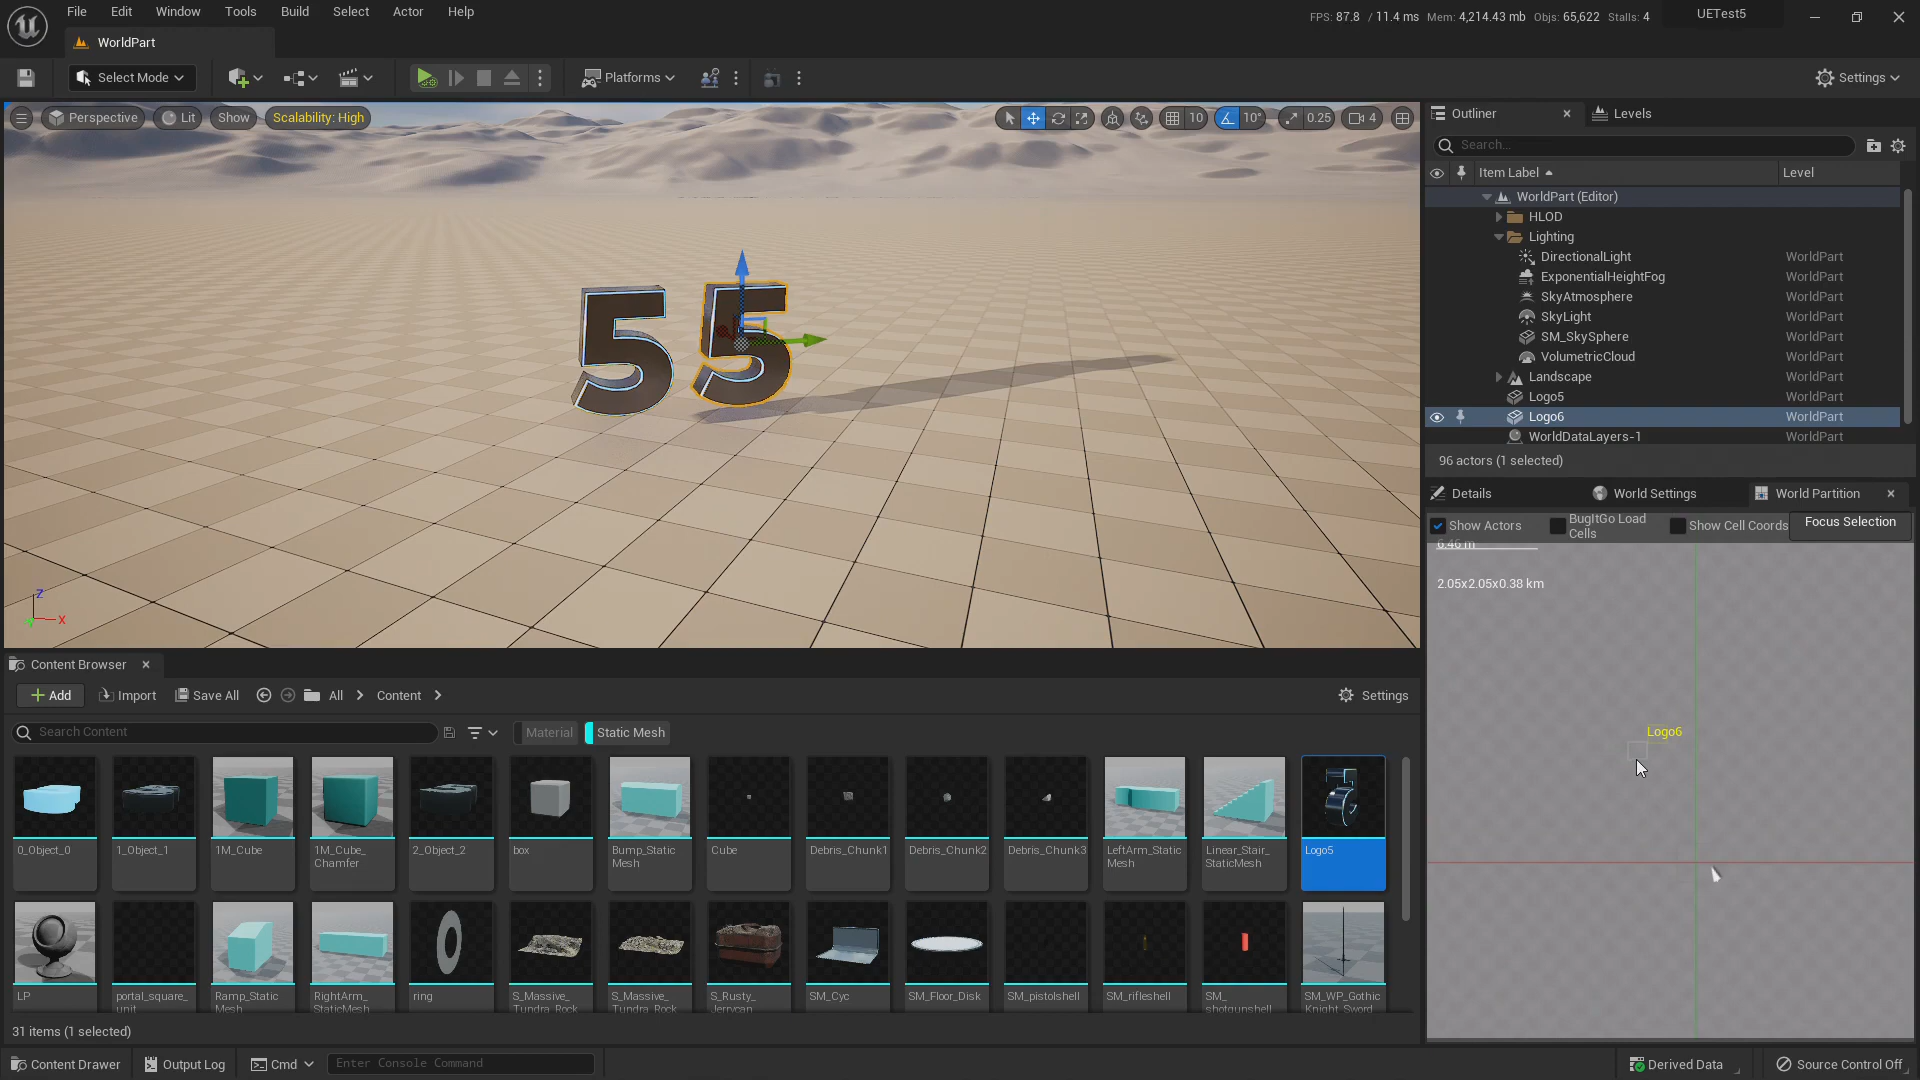 File Edit Window Tools Build Select Actor Help
FPS: 87.8 / 11.4 ms Mem: 4,214.43 mb Objs: 65,622 Stalls: 4
UETest5
WorldPart
Select Mode
Platforms
Settings
Perspective Lit Show Scalability: High
10 10° 0.25 4
5 5
Z
Y
X
Outliner
Levels
Search...
Item Label Level
WorldPart (Editor)
HLOD
Lighting
DirectionalLight WorldPart
ExponentialHeightFog WorldPart
SkyAtmosphere WorldPart
SkyLight WorldPart
SM_SkySphere WorldPart
VolumetricCloud WorldPart
Landscape WorldPart
Logo5 WorldPart
Logo6 WorldPart
WorldDataLayers-1 WorldPart
96 actors (1 selected)
Details World Settings World Partition
Show Actors
BugItGo Load
Cells
Show Cell Coords
Focus Selection
6.46 m
2.05x2.05x0.38 km
Logo6
Content Browser
Add Import Save All All Content
Settings
Search Content
Material Static Mesh
0_Object_0
1_Object_1
1M_Cube
1M_Cube_
Chamfer
2_Object_2
box
Bump_Static
Mesh
Cube
Debris_Chunk1
Debris_Chunk2
Debris_Chunk3
LeftArm_Static
Mesh
Linear_Stair_
StaticMesh
Logo5
LP
portal_square_
unit
Ramp_Static
Mesh
RightArm_
StaticMesh
ring
S_Massive_
Tundra_Rock
S_Massive_
Tundra_Rock
S_Rusty_
Jerrycan
SM_Cyc
SM_Floor_Disk
SM_pistolshell
SM_rifleshell
SM_
shotgunshell
SM_WP_Gothic
Knight_Sword
31 items (1 selected)
Content Drawer Output Log Cmd Enter Console Command
Derived Data Source Control Off